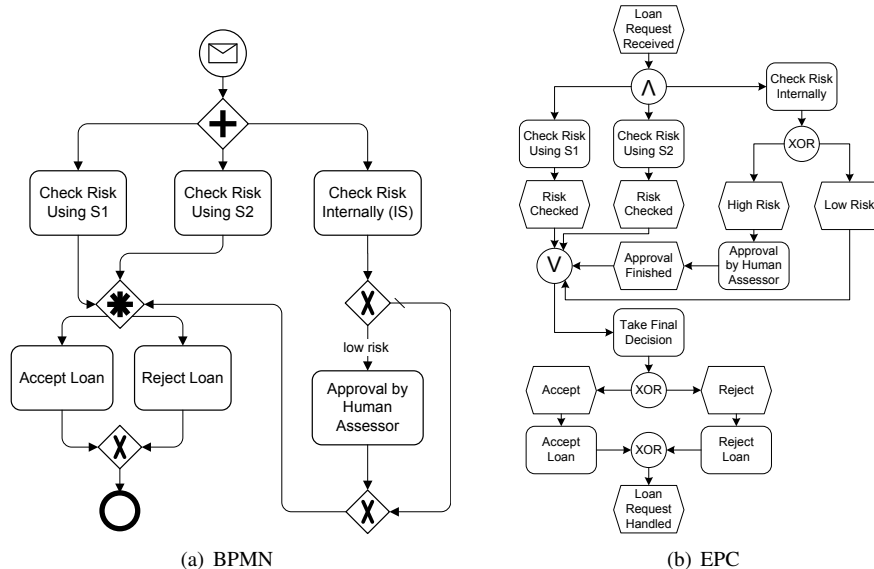 Check Risk
Using S1
Check Risk
Using S2
Check Risk
Internally (IS)
X
low risk
Accept Loan
Reject Loan
Approval by
Human
Assessor
X
X
(a) BPMN
Loan
Request
Received
Λ
Check Risk
Internally
Check Risk
Using S1
Check Risk
Using S2
XOR
Risk
Checked
Risk
Checked
High Risk
Low Risk
V
Approval
Finished
Approval
by Human
Assessor
Take Final
Decision
Accept
XOR
Reject
Accept
Loan
XOR
Reject
Loan
Loan
Request
Handled
(b) EPC